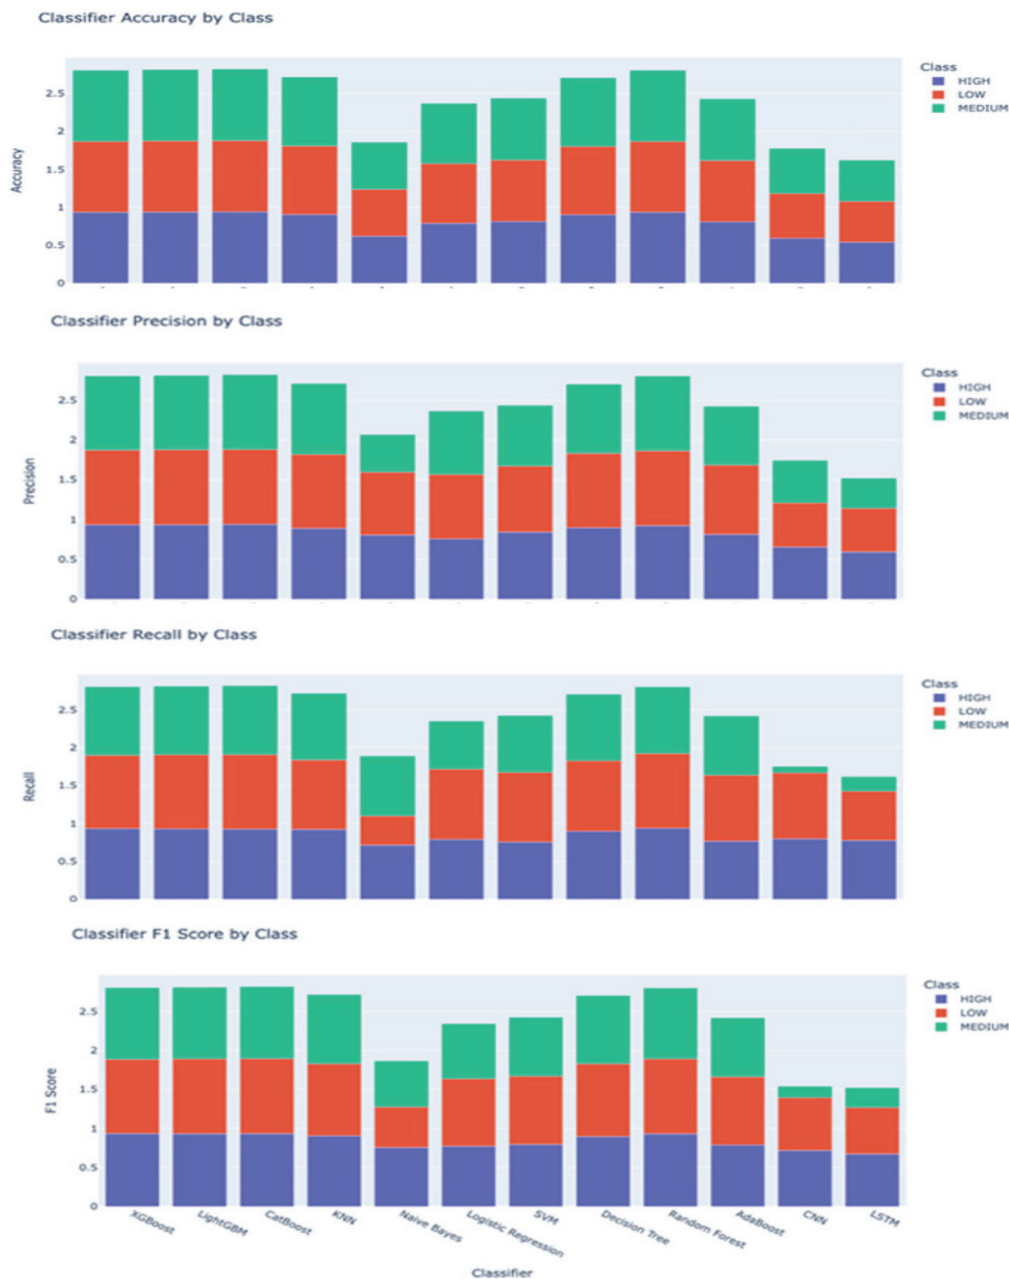 Classifier Accuracy by Class
Class
HIGH
LOW
MEDIUM
2.5
2
1.5
1
0.5
0
Accuracy
Classifier Precision by Class
Class
HIGH
LOW
MEDIUM
2.5
2
1.5
1
0.5
0
Precision
Classifier Recall by Class
Class
HIGH
LOW
MEDIUM
2.5
2
1.5
1
0.5
0
Recall
Classifier F1 Score by Class
Class
HIGH
LOW
MEDIUM
2.5
2
1.5
1
0.5
0
F1 Score
XGBoost
LightGBM
CatBoost
KNN
Naive Bayes
Logistic Regression
SVM
Decision Tree
Random Forest
AdaBoost
CNN
LSTM
Classifier